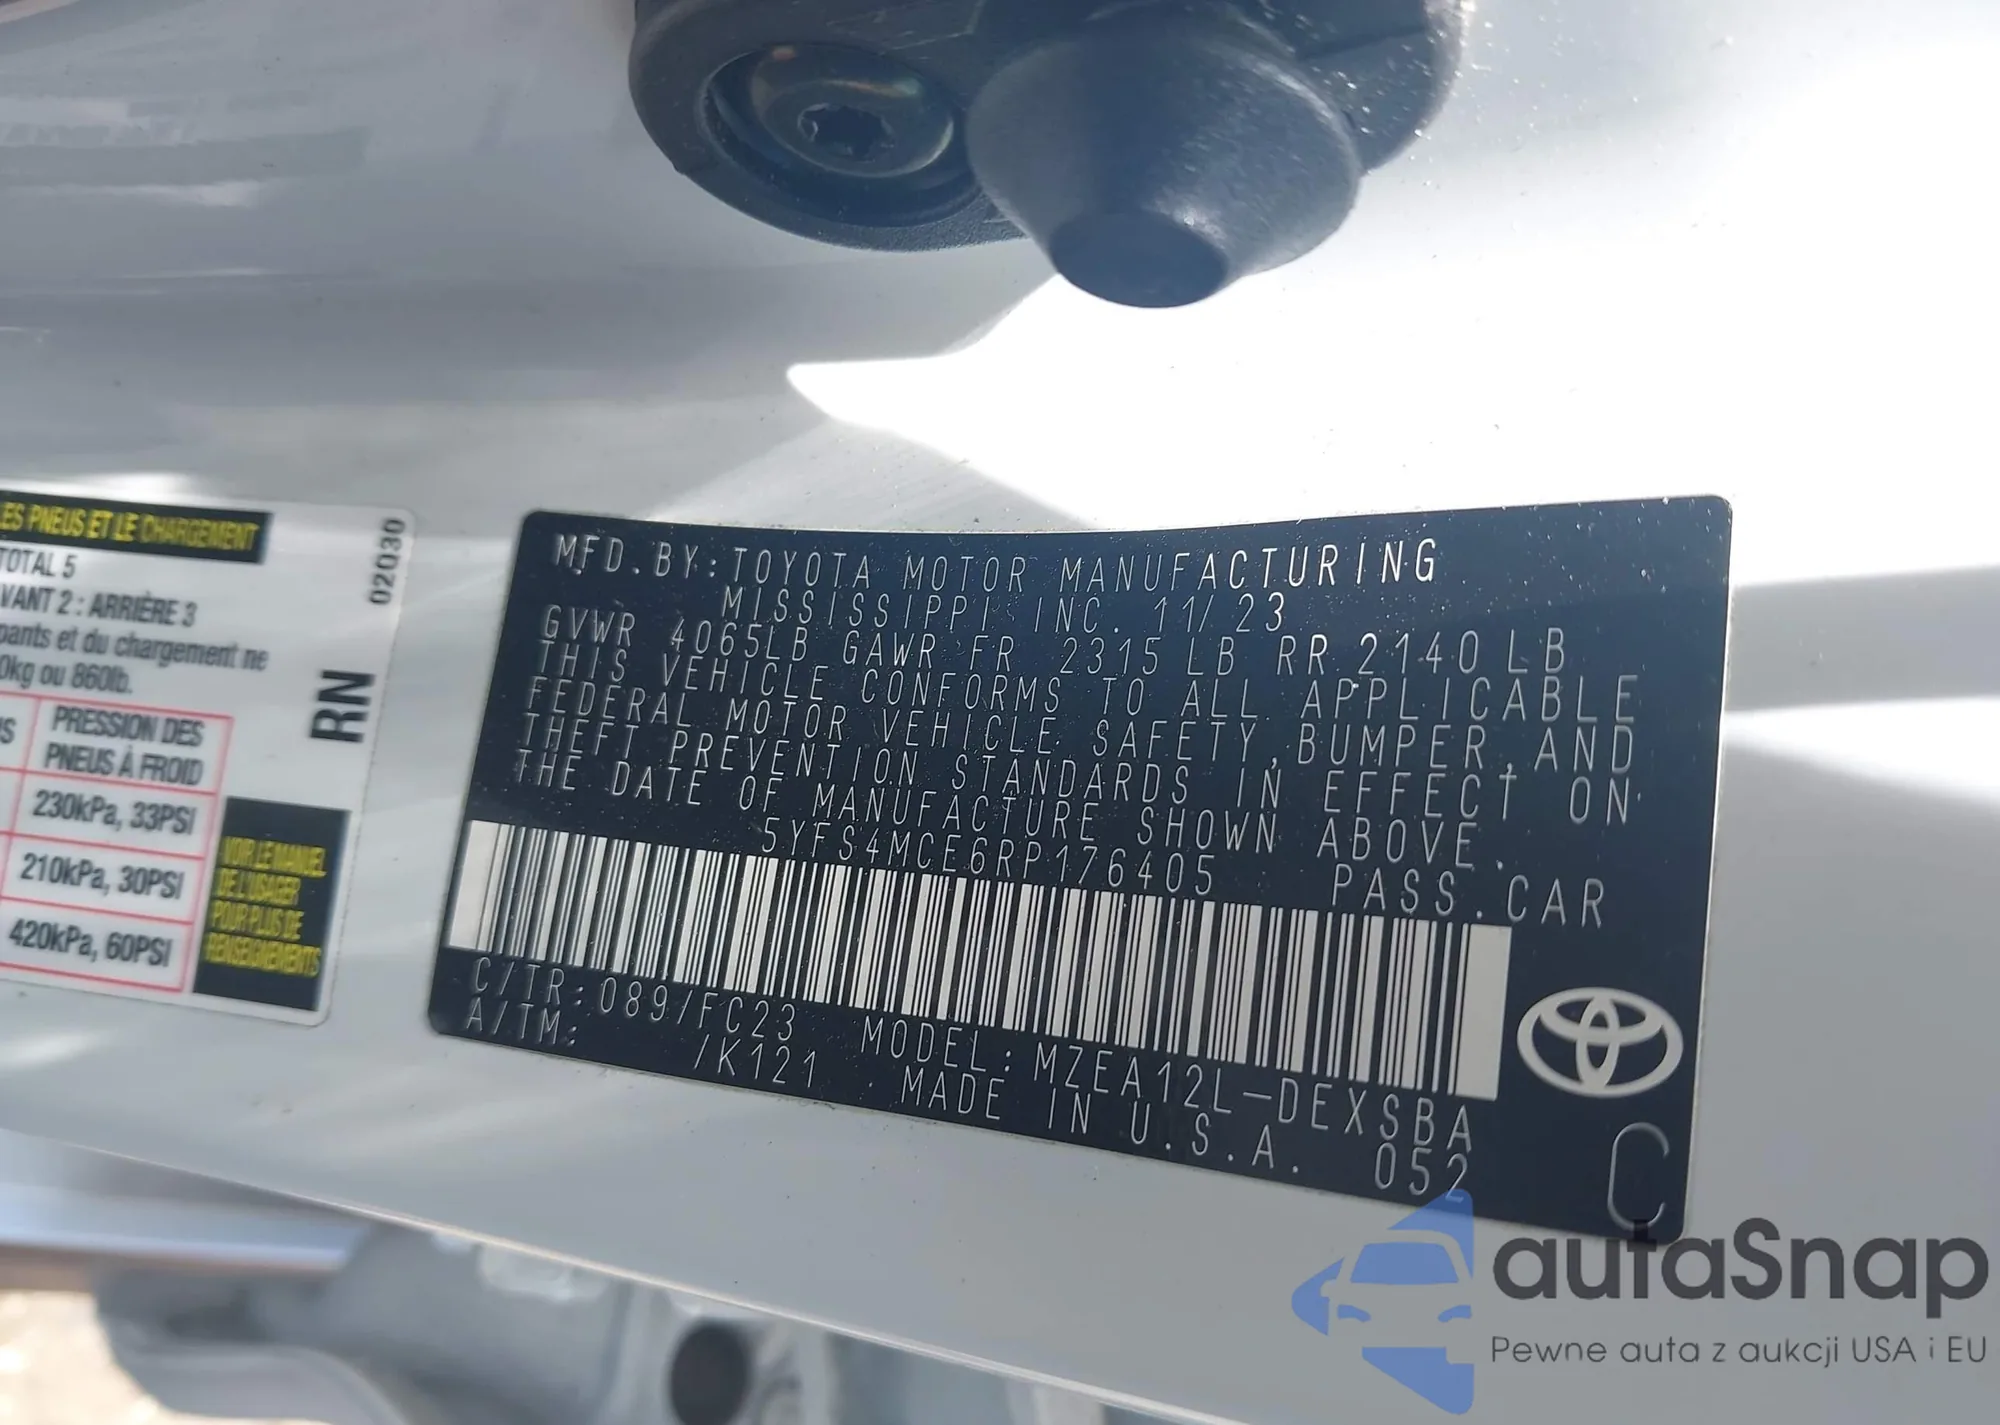 LES PNEUS ET LE CHARGEMENT
TOTAL 5
VANT 2 : ARRIÈRE 3
pants et du chargement ne
0kg ou 860lb.
PRESSION DES
PNEUS À FROID
230kPa, 33PSI
210kPa, 30PSI
420kPa, 60PSI
VOIR LE MANUEL
DE L'USAGER
POUR PLUS DE
RENSEIGNEMENTS
02030
RN
MFD. BY: TOYOTA MOTOR MANUFACTURING
MISSISSIPPI INC. 11/23
GVWR 4065LB GAWR FR 2315 LB RR 2140 LB
THIS VEHICLE CONFORMS TO ALL APPLICABLE
FEDERAL MOTOR VEHICLE SAFETY, BUMPER, AND
THEFT PREVENTION STANDARDS IN EFFECT ON
THE DATE OF MANUFACTURE SHOWN ABOVE.
5YFS4MCE6RP176405 PASS. CAR
C/TR: 089/FC23 MODEL: MZEA12L-DEXSBA
A/TM: /K121 MADE IN U.S.A. 052
C
autaSnap
Pewne auta z aukcji USA i EU